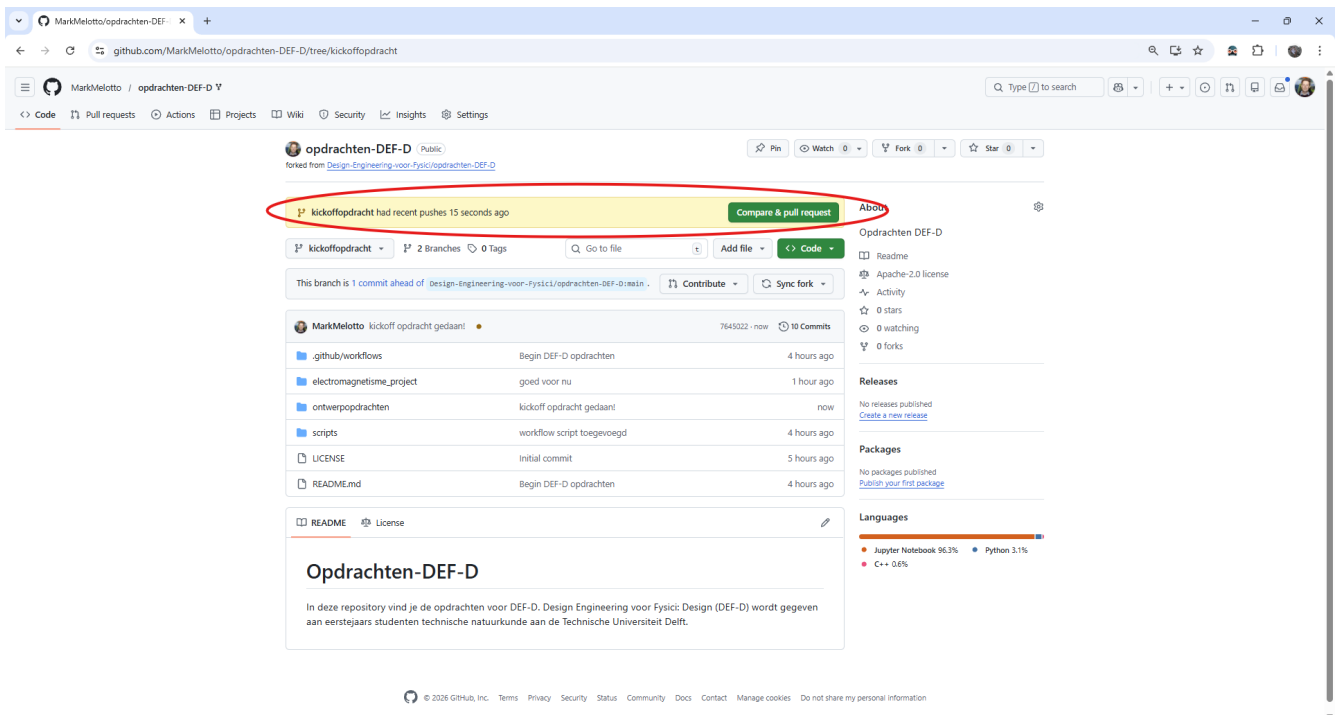 MarkMelotto/opdrachten-DEF-
github.com/MarkMelotto/opdrachten-DEF-D/tree/kickoffopdracht
MarkMelotto / opdrachten-DEF-D
Type / to search
Code Pull requests Actions Projects Wiki Security Insights Settings
opdrachten-DEF-D Public
Pin Watch 0 Fork 0 Star 0
forked from Design-Engineering-voor-Fysici/opdrachten-DEF-D
kickoffopdracht had recent pushes 15 seconds ago
Compare & pull request
kickoffopdracht 2 Branches 0 Tags Go to file t Add file Code
This branch is 1 commit ahead of Design-Engineering-voor-Fysici/opdrachten-DEF-D:main . Contribute Sync fork
MarkMelotto kickoff opdracht gedaan! 7645022 · now 10 Commits
.github/workflows Begin DEF-D opdrachten 4 hours ago
electromagnetisme_project goed voor nu 1 hour ago
ontwerpopdrachten kickoff opdracht gedaan! now
scripts workflow script toegevoegd 4 hours ago
LICENSE Initial commit 5 hours ago
README.md Begin DEF-D opdrachten 4 hours ago
README License
Opdrachten-DEF-D
In deze repository vind je de opdrachten voor DEF-D. Design Engineering voor Fysici: Design (DEF-D) wordt gegeven
aan eerstejaars studenten technische natuurkunde aan de Technische Universiteit Delft.
About
Opdrachten DEF-D
Readme
Apache-2.0 license
Activity
0 stars
0 watching
0 forks
Releases
No releases published
Create a new release
Packages
No packages published
Publish your first package
Languages
Jupyter Notebook 96.3% Python 3.1%
C++ 0.6%
© 2026 GitHub, Inc. Terms Privacy Security Status Community Docs Contact Manage cookies Do not share my personal information